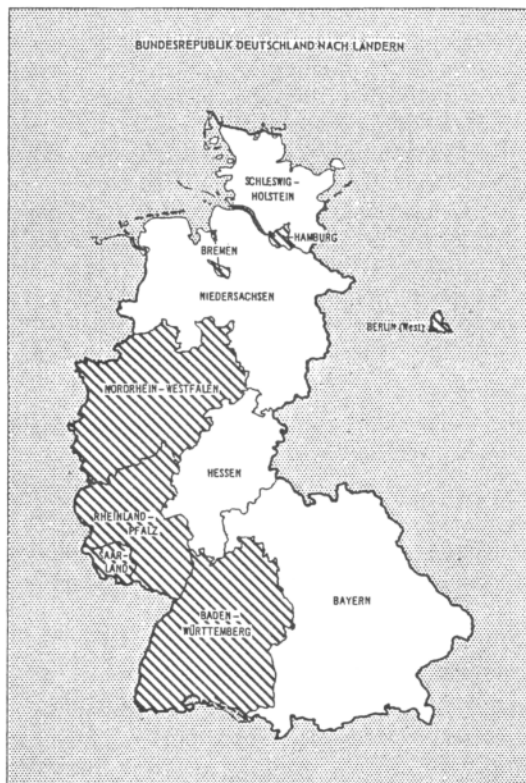 BUNDESREPUBLIK DEUTSCHLAND NACH LÄNDERN
SCHLESWIG-
HOLSTEIN
HAMBURG
BREMEN
NIEDERSACHSEN
BERLIN (West)
NORDRHEIN-WESTFALEN
HESSEN
RHEINLAND-
PFALZ
SAAR-
LAND
BADEN-
WÜRTTEMBERG
BAYERN